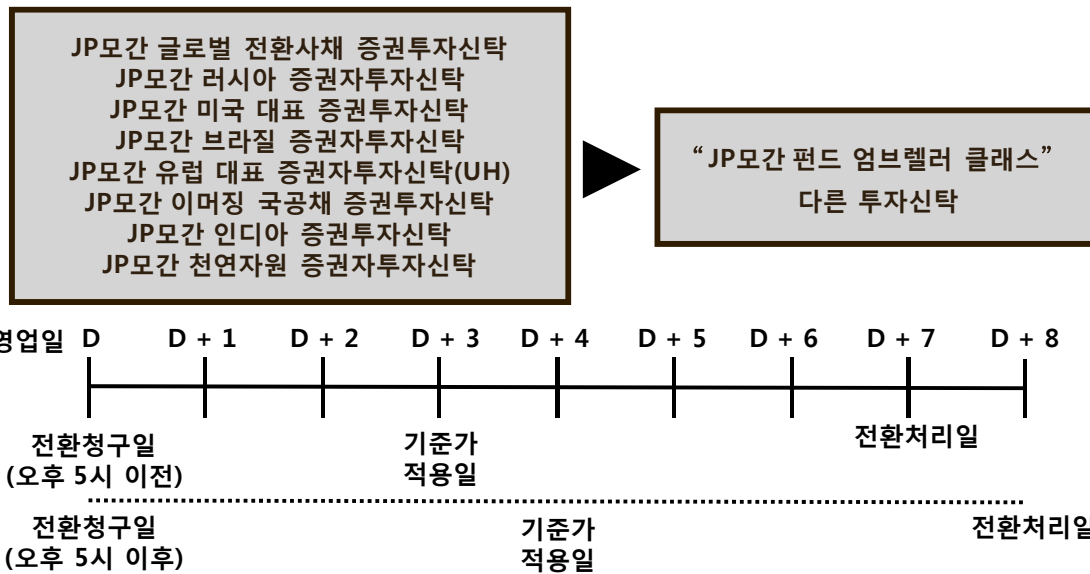 JP모간 글로벌 전환사채 증권투자신탁
JP모간 러시아 증권자투자신탁
JP모간 미국 대표 증권투자신탁
JP모간 브라질 증권자투자신탁
JP모간 유럽 대표 증권자투자신탁(UH)
JP모간 이머징 국공채 증권투자신탁
JP모간 인디아 증권투자신탁
JP모간 천연자원 증권자투자신탁
“JP모간 펀드 엄브렐러 클래스”
다른 투자신탁
영업일 D D + 1 D + 2 D + 3 D + 4 D + 5 D + 6 D + 7 D + 8
전환청구일 기준가 전환처리일
(오후 5시 이전) 적용일
전환청구일 기준가 전환처리일
(오후 5시 이후) 적용일